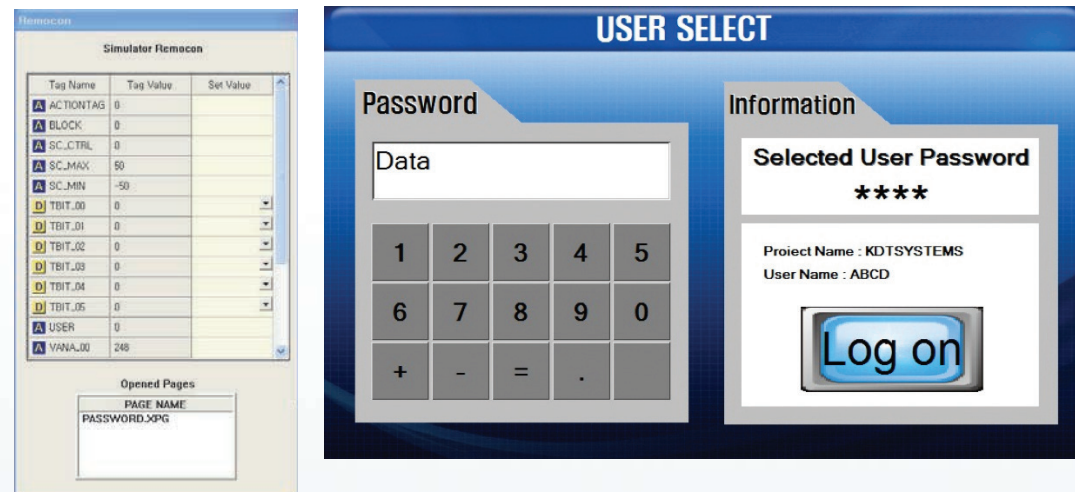 Remocon
Simulator Remocon
Tag Name Tag Value Set Value
A ACTIONTAG 0
A BLOCK 0
A SC_CTRL 0
A SC_MAX 50
A SC_MIN -50
D TBIT_00 0
D TBIT_01 0
D TBIT_02 0
D TBIT_03 0
D TBIT_04 0
D TBIT_05 0
A USER 0
A VANA_00 248
Opened Pages
PAGE NAME
PASSWORD.XPG
USER SELECT
Password
Data
1 2 3 4 5
6 7 8 9 0
+ - = .
Information
Selected User Password
****
Proiect Name : KDTSYSTEMS
User Name : ABCD
Log on